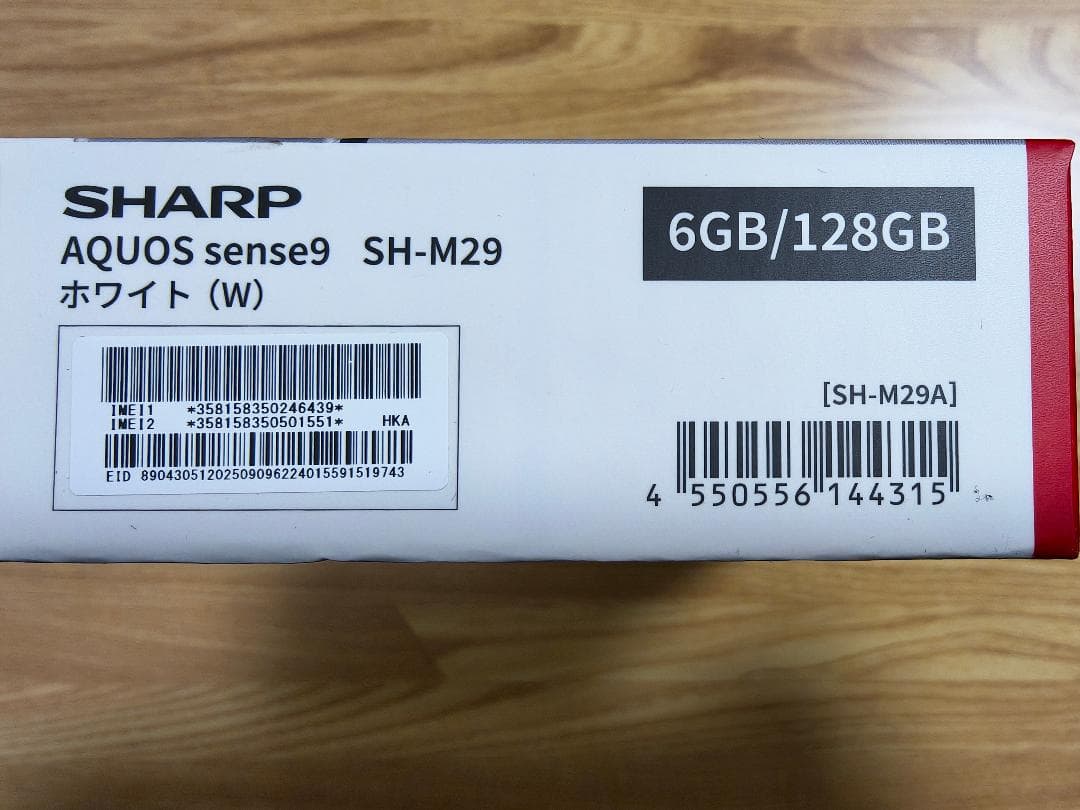 SHARP
AQUOS sense9 SH-M29
ホワイト（W）
6GB/128GB
IMEI1 *358158350246439*
IMEI2 *358158350501551* HKA
EID 89043051202509096224015591519743
[SH-M29A]
4 550556 144315